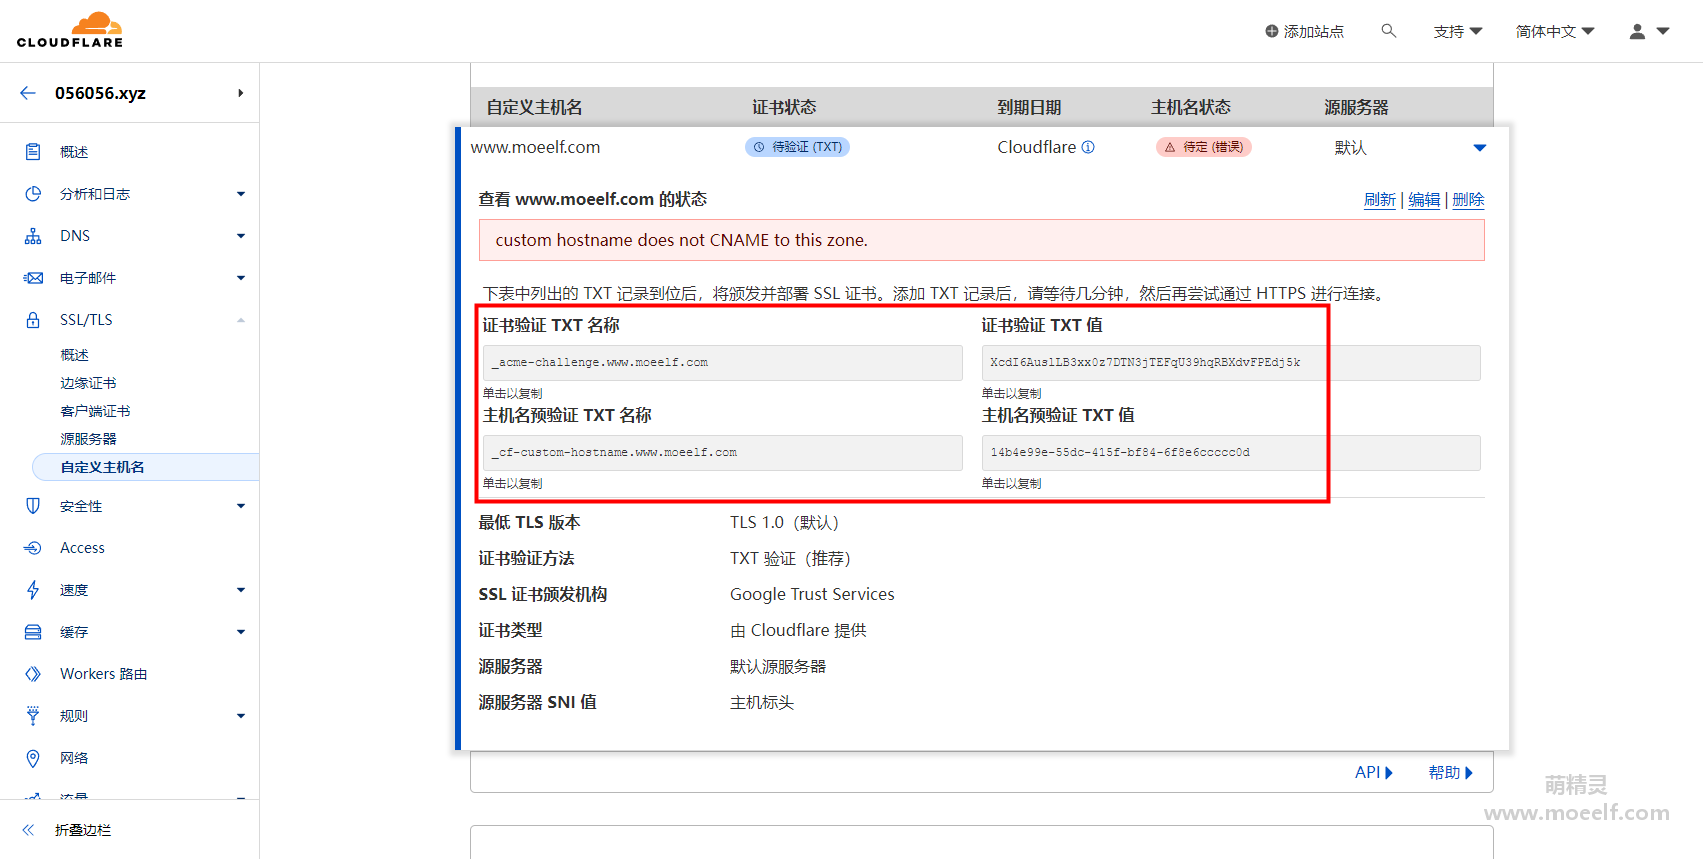 CLOUDFLARE
添加站点
支持
简体中文
056056.xyz
概述
分析和日志
DNS
电子邮件
SSL/TLS
概述
边缘证书
客户端证书
源服务器
自定义主机名
安全性
Access
速度
缓存
Workers 路由
规则
网络
流量
折叠边栏
自定义主机名 证书状态 到期日期 主机名状态 源服务器
www.moeelf.com 待验证 (TXT) Cloudflare 待定 (错误) 默认
查看 www.moeelf.com 的状态 刷新 | 编辑 | 删除
custom hostname does not CNAME to this zone.
下表中列出的 TXT 记录到位后，将颁发并部署 SSL 证书。添加 TXT 记录后，请等待几分钟，然后再尝试通过 HTTPS 进行连接。
证书验证 TXT 名称 证书验证 TXT 值
_acme-challenge.www.moeelf.com XcdI6AuslLB3xx0z7DTN3jTEFqU39hqRBXdvFPEdj5k
单击以复制 单击以复制
主机名预验证 TXT 名称 主机名预验证 TXT 值
_cf-custom-hostname.www.moeelf.com 14b4e99e-55dc-415f-bf84-6f8e6ccccc0d
单击以复制 单击以复制
最低 TLS 版本 TLS 1.0（默认）
证书验证方法 TXT 验证（推荐）
SSL 证书颁发机构 Google Trust Services
证书类型 由 Cloudflare 提供
源服务器 默认源服务器
源服务器 SNI 值 主机标头
API 帮助
萌精灵
www.moeelf.com